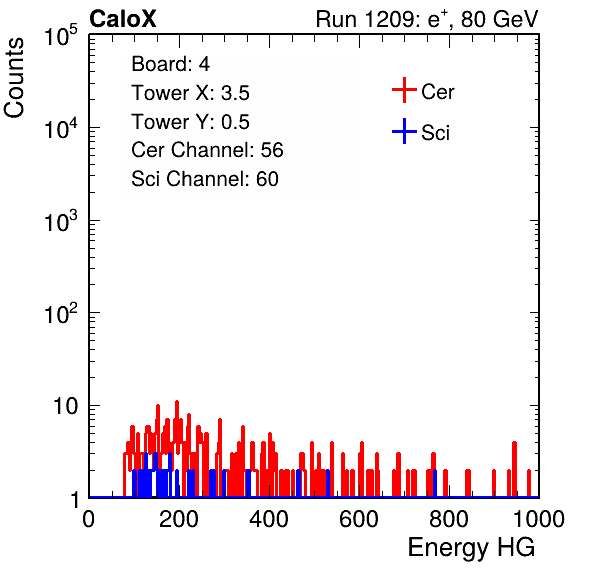 CaloX Run 1209: e⁺, 80 GeV
Counts
10⁵
10⁴
10³
10²
10
1
Board: 4
Tower X: 3.5
Tower Y: 0.5
Cer Channel: 56
Sci Channel: 60
Cer
Sci
0 200 400 600 800 1000
Energy HG